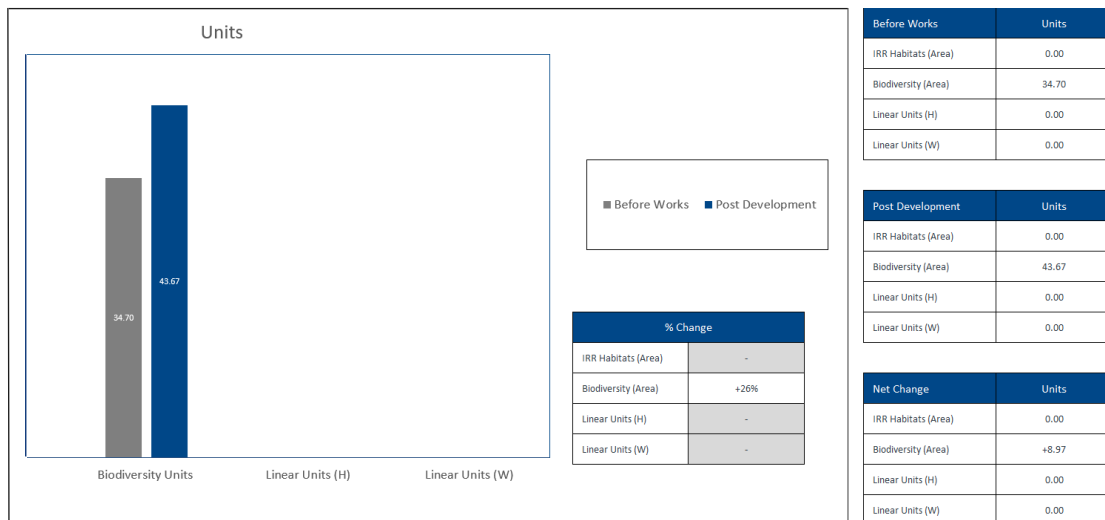 Units
34.70
43.67
Biodiversity Units Linear Units (H) Linear Units (W)
Before Works Post Development
% Change
IRR Habitats (Area) -
Biodiversity (Area) +26%
Linear Units (H) -
Linear Units (W) -
Before Works Units
IRR Habitats (Area) 0.00
Biodiversity (Area) 34.70
Linear Units (H) 0.00
Linear Units (W) 0.00
Post Development Units
IRR Habitats (Area) 0.00
Biodiversity (Area) 43.67
Linear Units (H) 0.00
Linear Units (W) 0.00
Net Change Units
IRR Habitats (Area) 0.00
Biodiversity (Area) +8.97
Linear Units (H) 0.00
Linear Units (W) 0.00